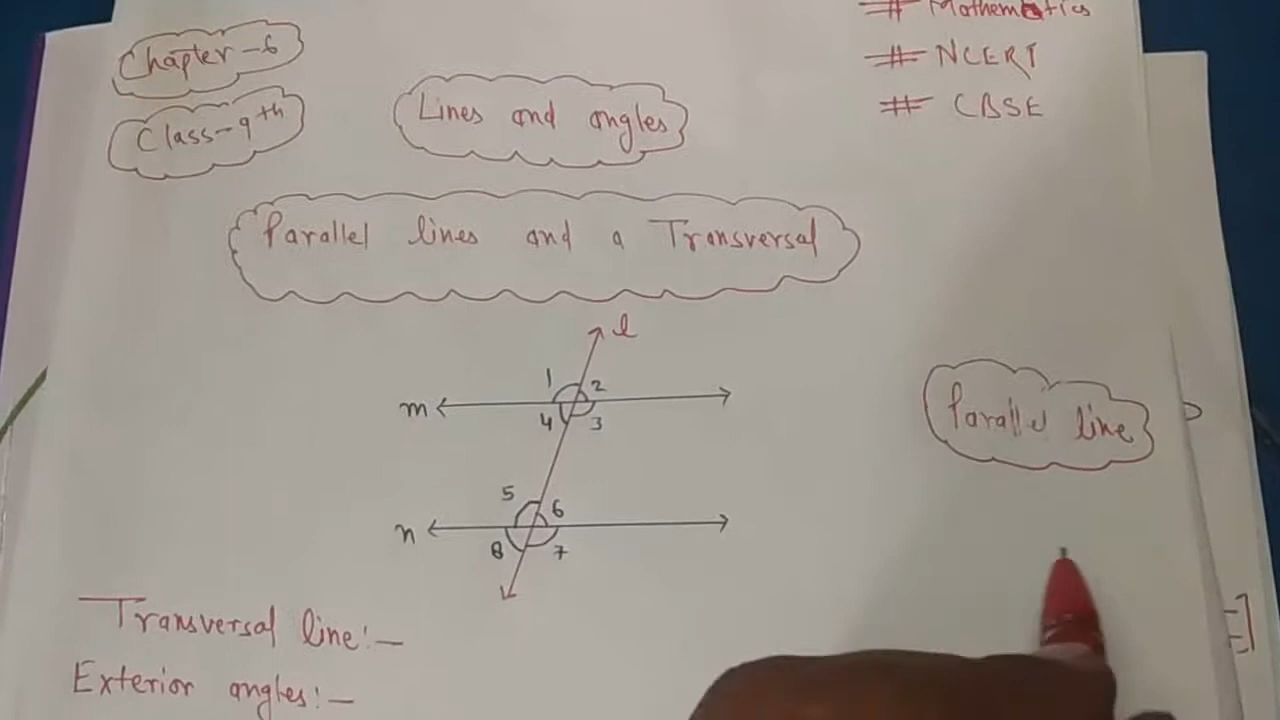 # Mathematics
Chapter-6
# NCERT
Class-9th
Lines and angles
# CBSE
Parallel lines and a Transversal
l
1 2
m
4 3
Parallel line
5 6
n
8 7
Transversal line:-
Exterior angles:-